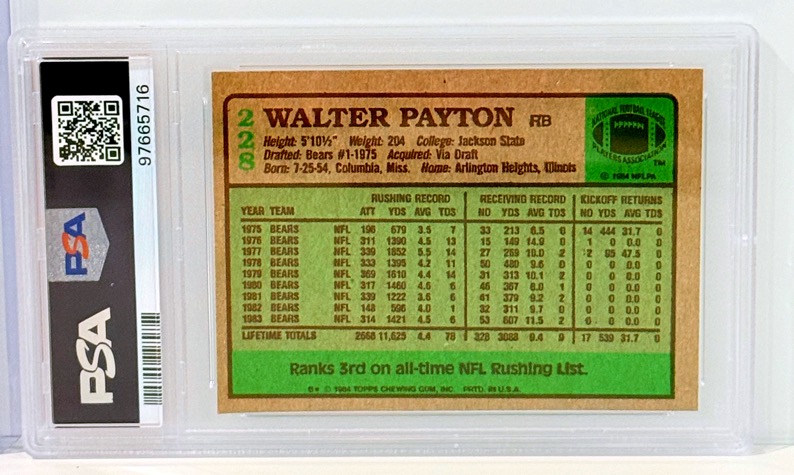 97665716
PSA
PSA
228
WALTER PAYTON RB
Height: 5'10½" Weight: 204 College: Jackson State
Drafted: Bears #1-1975 Acquired: Via Draft
Born: 7-25-54, Columbia, Miss. Home: Arlington Heights, Illinois
NATIONAL FOOTBALL LEAGUE
PLAYERS ASSOCIATION
TM
© 1984 NFLPA
RUSHING RECORD RECEIVING RECORD KICKOFF RETURNS
YEAR TEAM ATT YDS AVG TDS NO YDS AVG TDS NO YDS AVG TDS
1975 BEARS NFL 196 679 3.5 7 33 213 6.5 0 14 444 31.7 0
1976 BEARS NFL 311 1390 4.5 13 15 149 14.9 0 1 0 0.0 0
1977 BEARS NFL 339 1852 5.5 14 27 269 10.0 2 2 95 47.5 0
1978 BEARS NFL 333 1395 4.2 11 50 480 9.6 0 0 0 0.0 0
1979 BEARS NFL 369 1610 4.4 14 31 313 10.1 2 0 0 0.0 0
1980 BEARS NFL 317 1460 4.6 6 46 367 8.0 1 0 0 0.0 0
1981 BEARS NFL 339 1222 3.6 6 61 379 9.2 2 0 0 0.0 0
1982 BEARS NFL 148 596 4.0 1 32 311 9.7 0 0 0 0.0 0
1983 BEARS NFL 314 1421 4.5 6 53 607 11.5 2 0 0 0.0 0
LIFETIME TOTALS 2666 11,625 4.4 78 328 3088 9.4 9 17 539 31.7 0
Ranks 3rd on all-time NFL Rushing List.
© 1984 TOPPS CHEWING GUM, INC. PRTD. IN U.S.A.